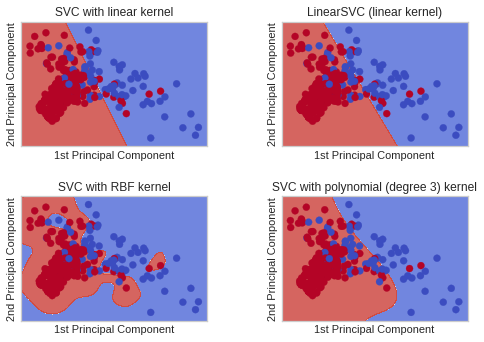 SVC with linear kernel
LinearSVC (linear kernel)
2nd Principal Component
2nd Principal Component
1st Principal Component
1st Principal Component
SVC with RBF kernel
SVC with polynomial (degree 3) kernel
2nd Principal Component
2nd Principal Component
1st Principal Component
1st Principal Component